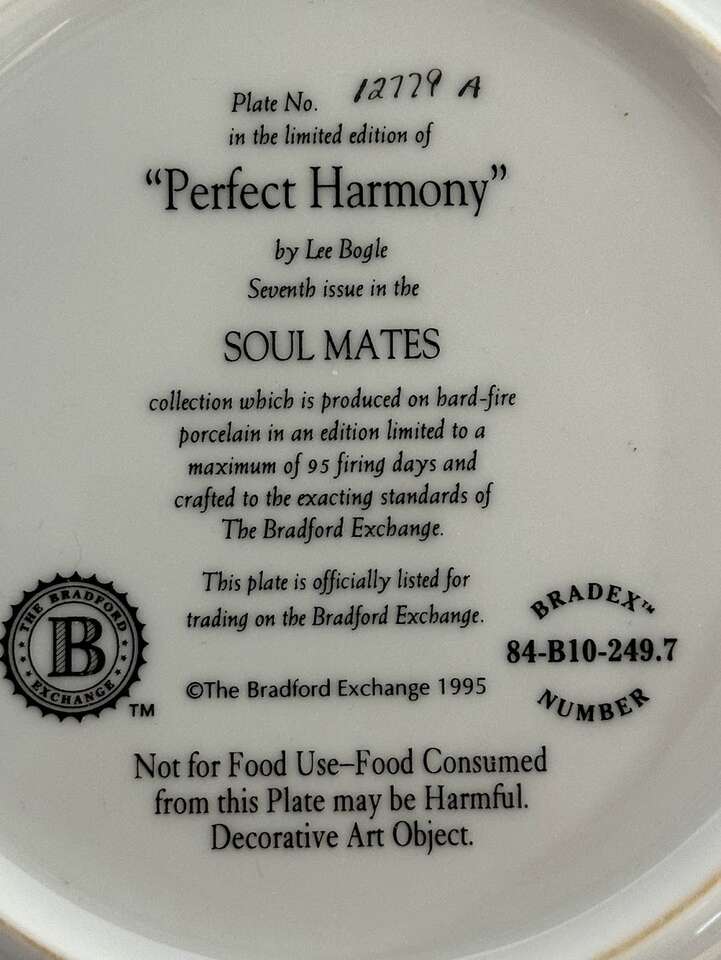 Plate No. 12779 A
in the limited edition of
“Perfect Harmony”
by Lee Bogle
Seventh issue in the
SOUL MATES
collection which is produced on hard-fire
porcelain in an edition limited to a
maximum of 95 firing days and
crafted to the exacting standards of
The Bradford Exchange.
This plate is officially listed for
trading on the Bradford Exchange.
THE BRADFORD
B
EXCHANGE
TM
©The Bradford Exchange 1995
BRADEX™
84-B10-249.7
NUMBER
Not for Food Use–Food Consumed
from this Plate may be Harmful.
Decorative Art Object.